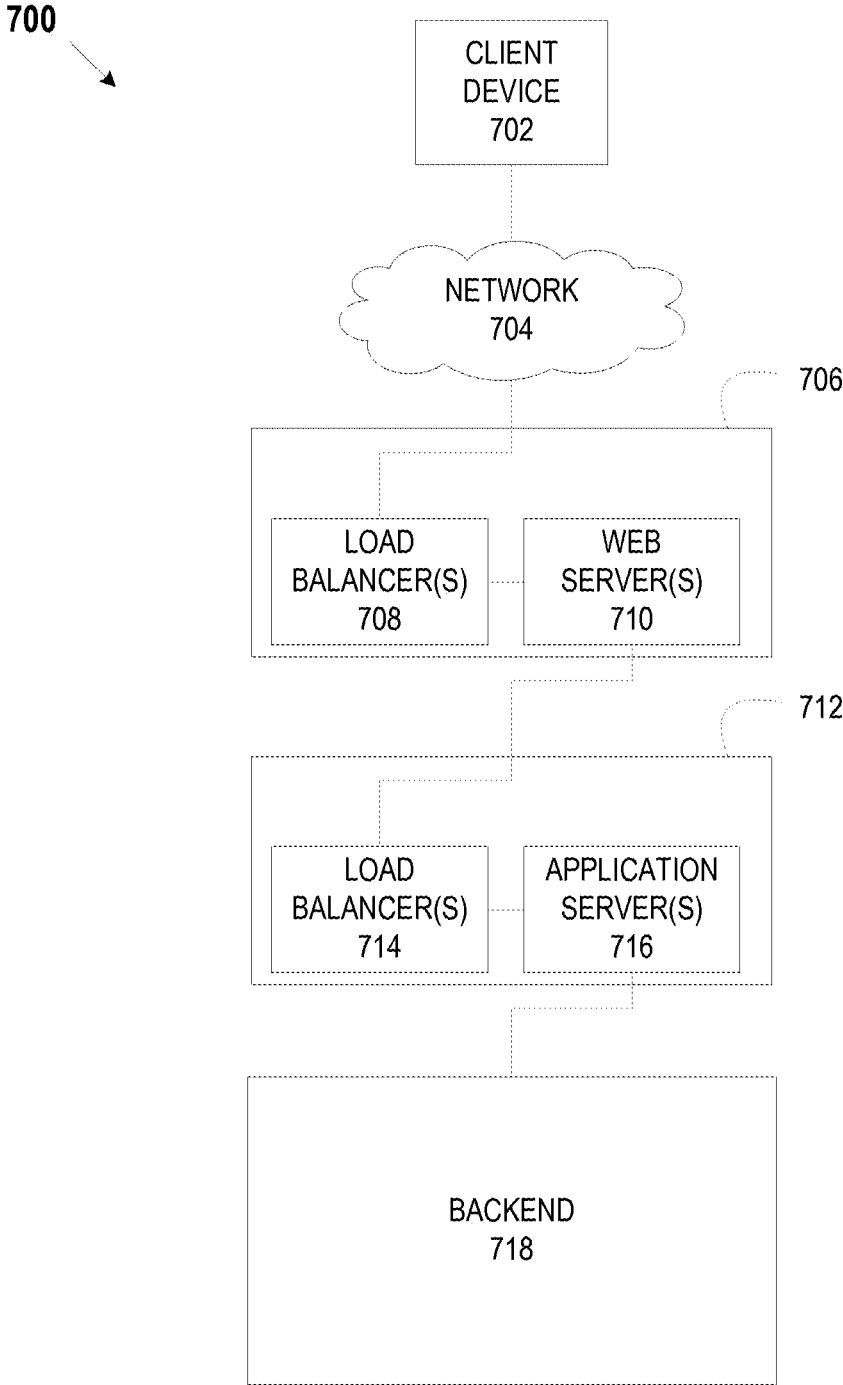 700
CLIENT
DEVICE
702
NETWORK
704
706
LOAD
BALANCER(S)
708
WEB
SERVER(S)
710
712
LOAD
BALANCER(S)
714
APPLICATION
SERVER(S)
716
BACKEND
718